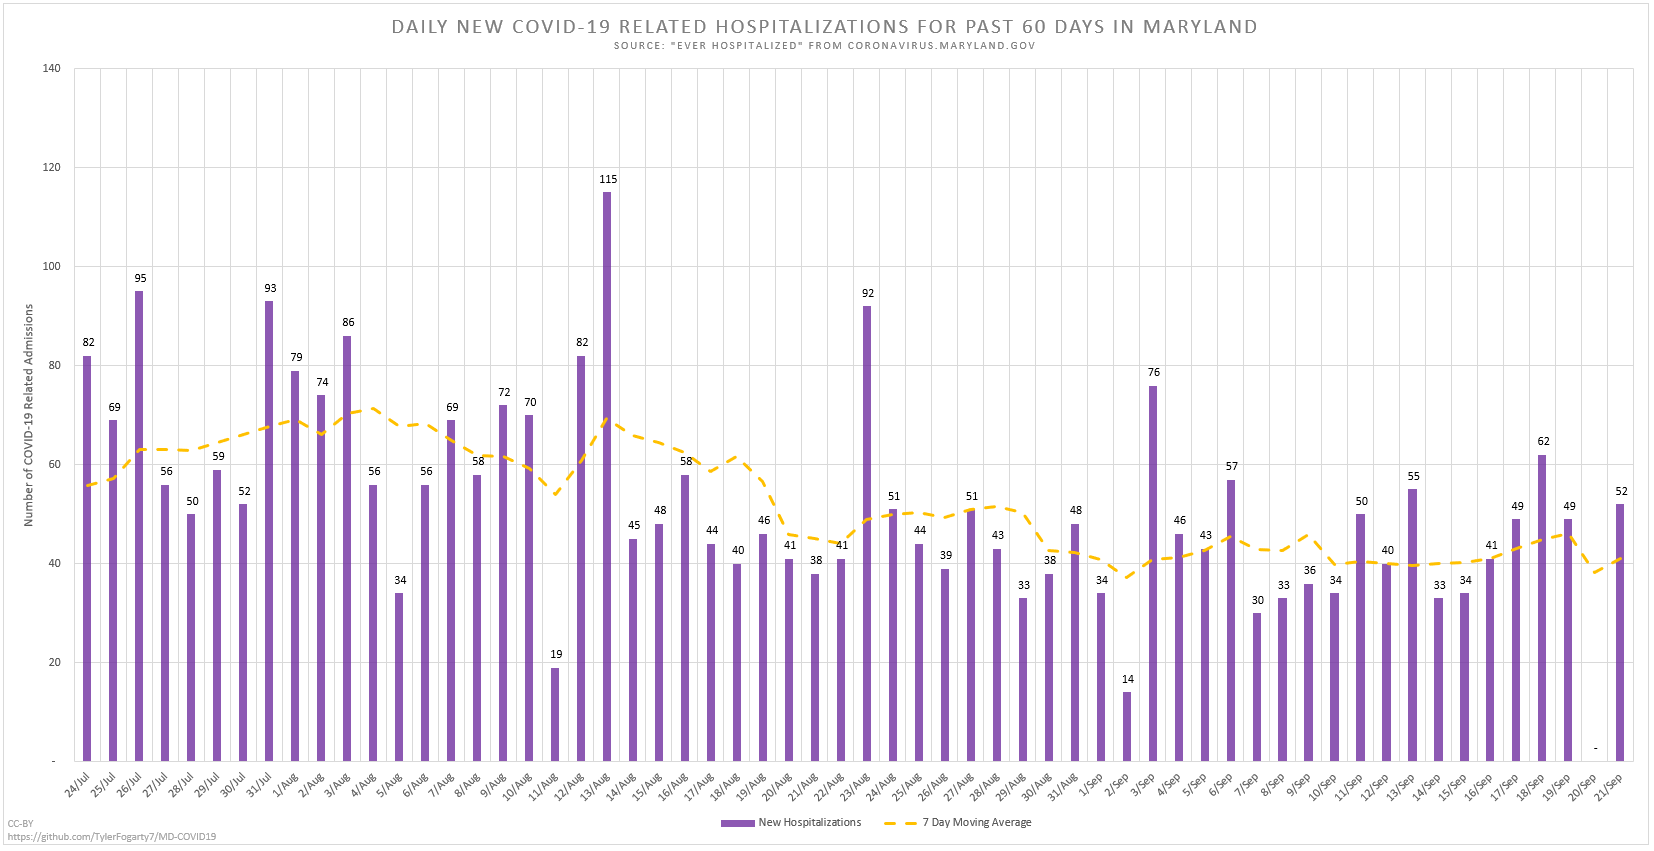 DAILY NEW COVID-19 RELATED HOSPITALIZATIONS FOR PAST 60 DAYS IN MARYLAND
SOURCE: "EVER HOSPITALIZED" FROM CORONAVIRUS.MARYLAND.GOV
Number of COVID-19 Related Admissions
140
120
100
80
60
40
20
-
82 69 95 56 50 59 52 93 79 74 86 56 34 56 69 58 72 70 19 82 115 45 48 58 44 40 46 41 38 41 92 51 44 39 51 43 33 38 48 34 14 76 46 43 57 30 33 36 34 50 40 55 33 34 41 49 62 49 - 52
24/Jul 25/Jul 26/Jul 27/Jul 28/Jul 29/Jul 30/Jul 31/Jul 1/Aug 2/Aug 3/Aug 4/Aug 5/Aug 6/Aug 7/Aug 8/Aug 9/Aug 10/Aug 11/Aug 12/Aug 13/Aug 14/Aug 15/Aug 16/Aug 17/Aug 18/Aug 19/Aug 20/Aug 21/Aug 22/Aug 23/Aug 24/Aug 25/Aug 26/Aug 27/Aug 28/Aug 29/Aug 30/Aug 31/Aug 1/Sep 2/Sep 3/Sep 4/Sep 5/Sep 6/Sep 7/Sep 8/Sep 9/Sep 10/Sep 11/Sep 12/Sep 13/Sep 14/Sep 15/Sep 16/Sep 17/Sep 18/Sep 19/Sep 20/Sep 21/Sep
New Hospitalizations 7 Day Moving Average
CC-BY
https://github.com/TylerFogarty7/MD-COVID19